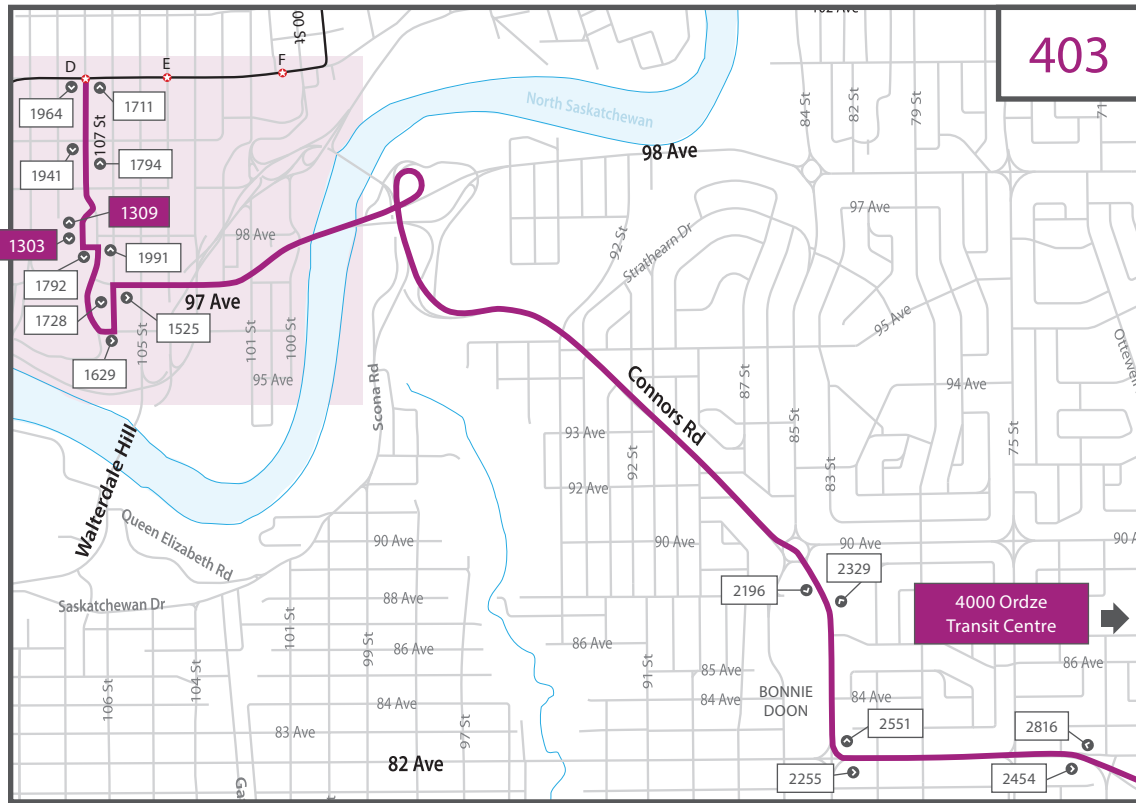 403
00 St
D
E
F
1964
1711
107 St
1941
1794
1309
1303
1991
1792
1728
1525
1629
98 Ave
97 Ave
105 St
101 St
100 St
95 Ave
North Saskatchewan
98 Ave
84 St
82 St
79 St
71
97 Ave
92 St
Strathearn Dr
95 Ave
94 Ave
Scona Rd
Connors Rd
87 St
85 St
83 St
75 St
93 Ave
92 St
92 Ave
Walterdale Hill
Queen Elizabeth Rd
Saskatchewan Dr
90 Ave
90 Ave
90 Ave
90 A
2329
2196
4000 Ordze
Transit Centre
88 Ave
101 St
99 St
86 Ave
86 Ave
86 Ave
91 St
85 Ave
84 Ave
84 Ave
84 Ave
106 St
104 St
83 Ave
97 St
82 Ave
BONNIE
DOON
2551
2816
2255
2454
Ga